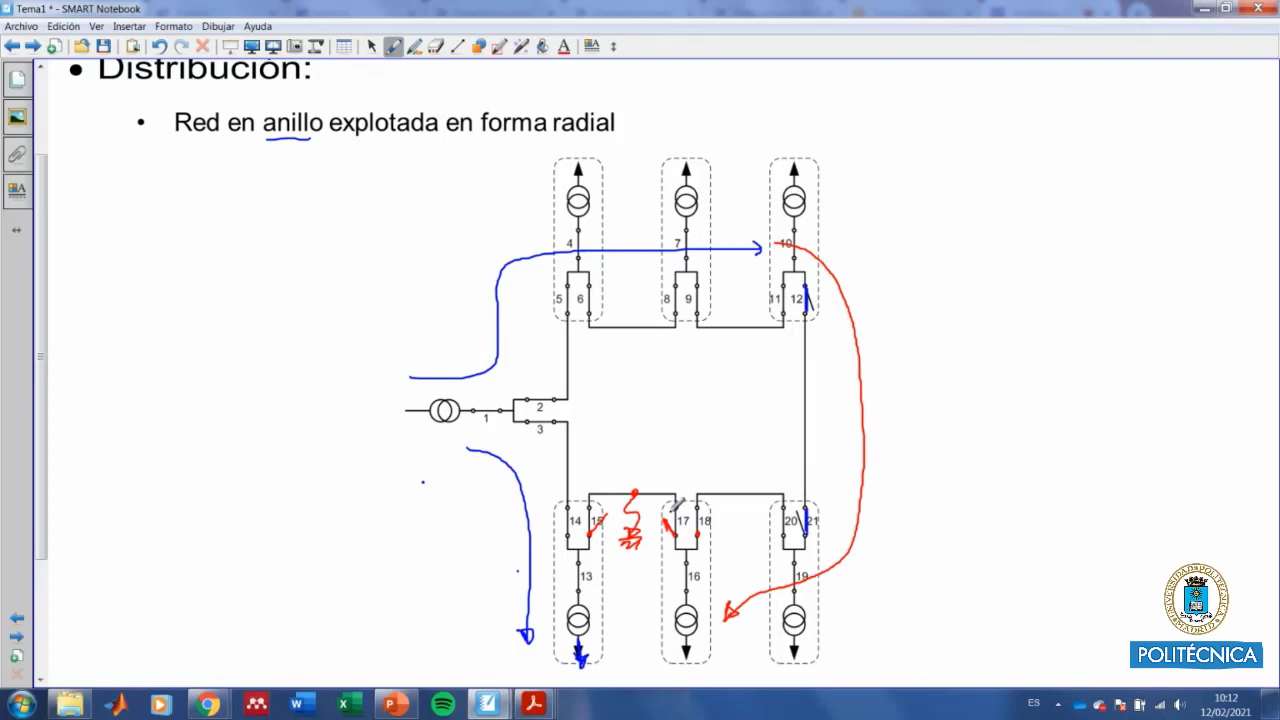 Tema1 * - SMART Notebook
Archivo Edición Ver Insertar Formato Dibujar Ayuda
• Distribución:
• Red en anillo explotada en forma radial
4 7 10
5 6 8 9 11 12
2
1
3
14 15 17 18 20 21
13 16 19
POLITÉCNICA
ES
10:12
12/02/2021